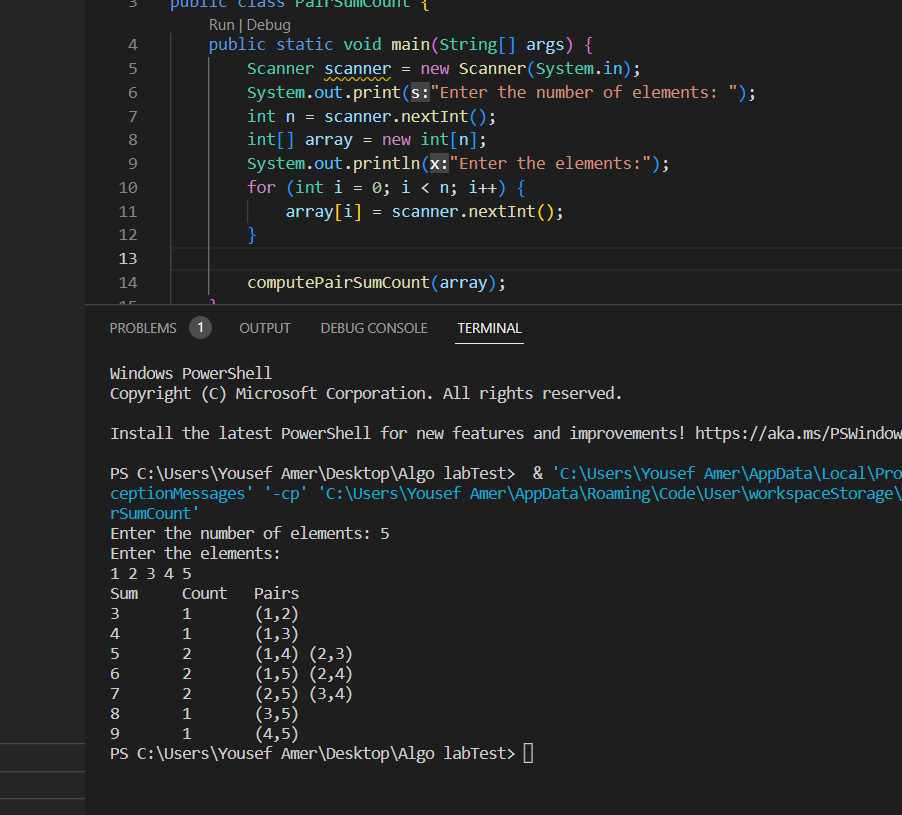 3 public class PairSumCount {
Run | Debug
4 public static void main(String[] args) {
5 Scanner scanner = new Scanner(System.in);
6 System.out.print(s:"Enter the number of elements: ");
7 int n = scanner.nextInt();
8 int[] array = new int[n];
9 System.out.println(x:"Enter the elements:");
10 for (int i = 0; i < n; i++) {
11 array[i] = scanner.nextInt();
12 }
13
14 computePairSumCount(array);
15 }
PROBLEMS 1 OUTPUT DEBUG CONSOLE TERMINAL
Windows PowerShell
Copyright (C) Microsoft Corporation. All rights reserved.
Install the latest PowerShell for new features and improvements! https://aka.ms/PSWindow
PS C:\Users\Yousef Amer\Desktop\Algo labTest> & 'C:\Users\Yousef Amer\AppData\Local\Pro
ceptionMessages' '-cp' 'C:\Users\Yousef Amer\AppData\Roaming\Code\User\workspaceStorage\
rSumCount'
Enter the number of elements: 5
Enter the elements:
1 2 3 4 5
Sum Count Pairs
3 1 (1,2)
4 1 (1,3)
5 2 (1,4) (2,3)
6 2 (1,5) (2,4)
7 2 (2,5) (3,4)
8 1 (3,5)
9 1 (4,5)
PS C:\Users\Yousef Amer\Desktop\Algo labTest>